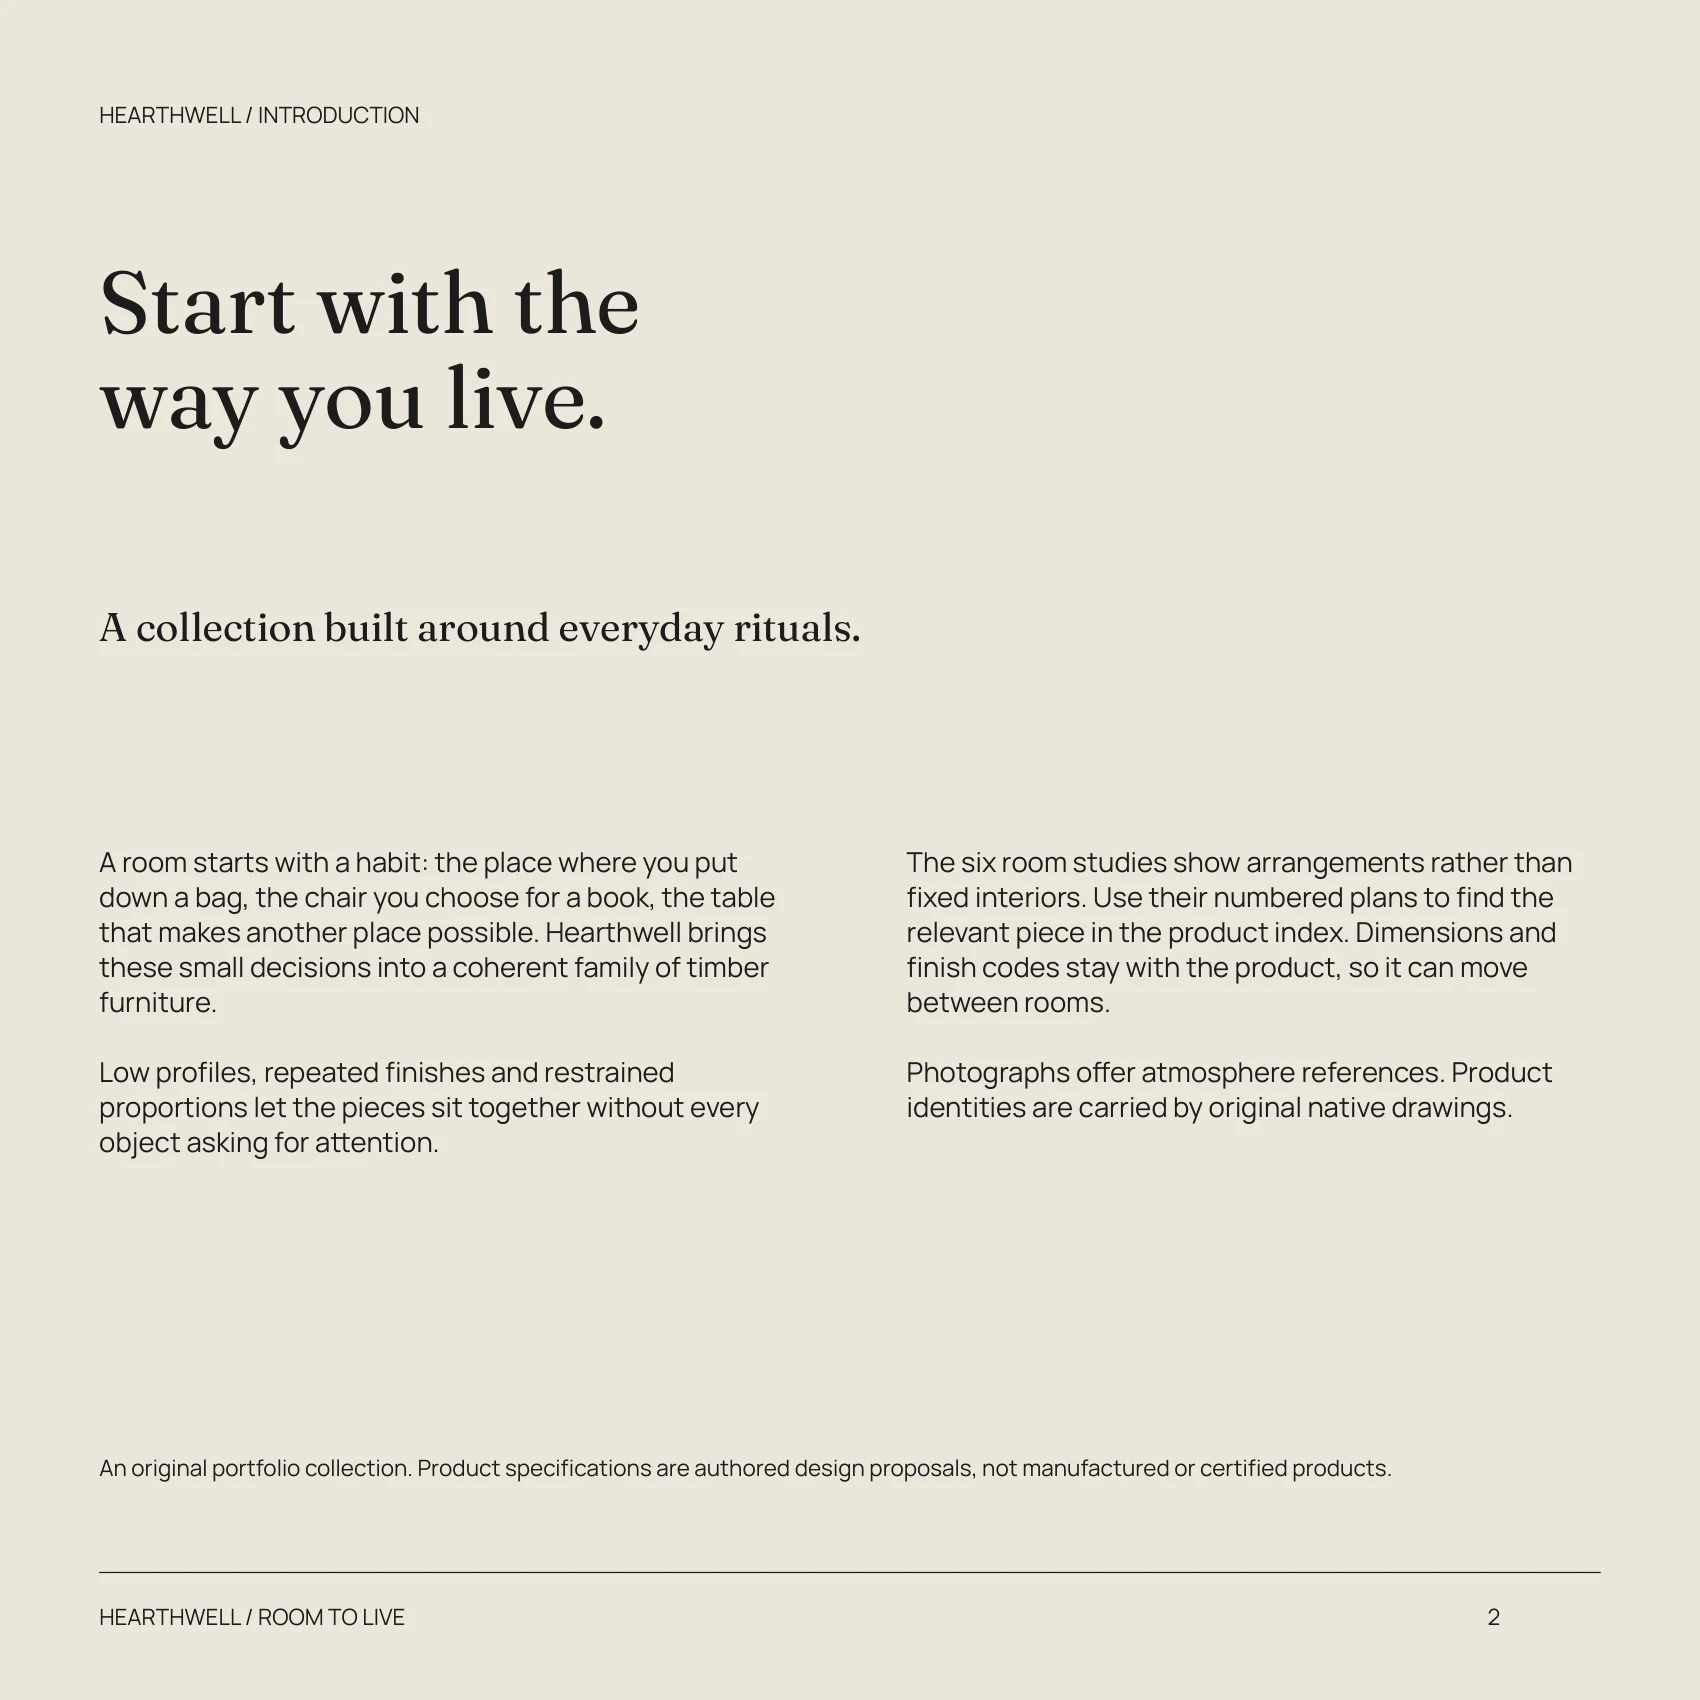 HEARTHWELL / INTRODUCTION
Start with the
way you live.
A collection built around everyday rituals.
A room starts with a habit: the place where you put
down a bag, the chair you choose for a book, the table
that makes another place possible. Hearthwell brings
these small decisions into a coherent family of timber
furniture.
Low profiles, repeated finishes and restrained
proportions let the pieces sit together without every
object asking for attention.
The six room studies show arrangements rather than
fixed interiors. Use their numbered plans to find the
relevant piece in the product index. Dimensions and
finish codes stay with the product, so it can move
between rooms.
Photographs offer atmosphere references. Product
identities are carried by original native drawings.
An original portfolio collection. Product specifications are authored design proposals, not manufactured or certified products.
HEARTHWELL / ROOM TO LIVE
2